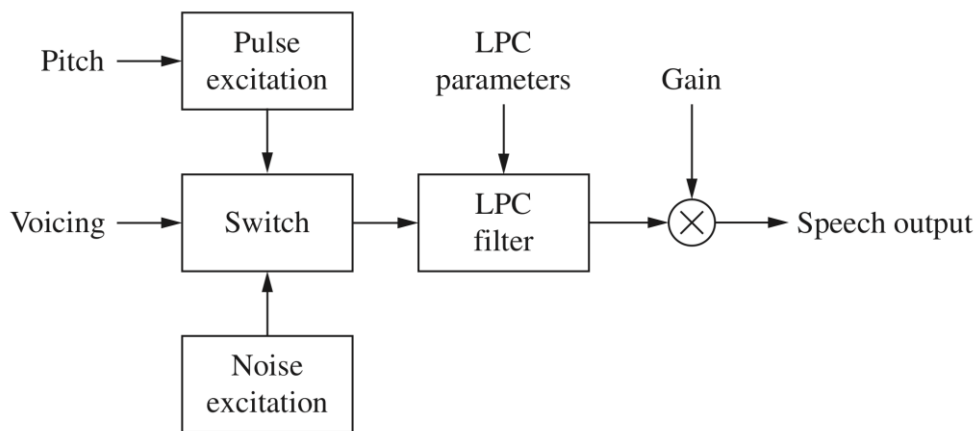 Pitch
Pulse
excitation
LPC
parameters
Gain
Voicing
Switch
LPC
filter
Speech output
Noise
excitation